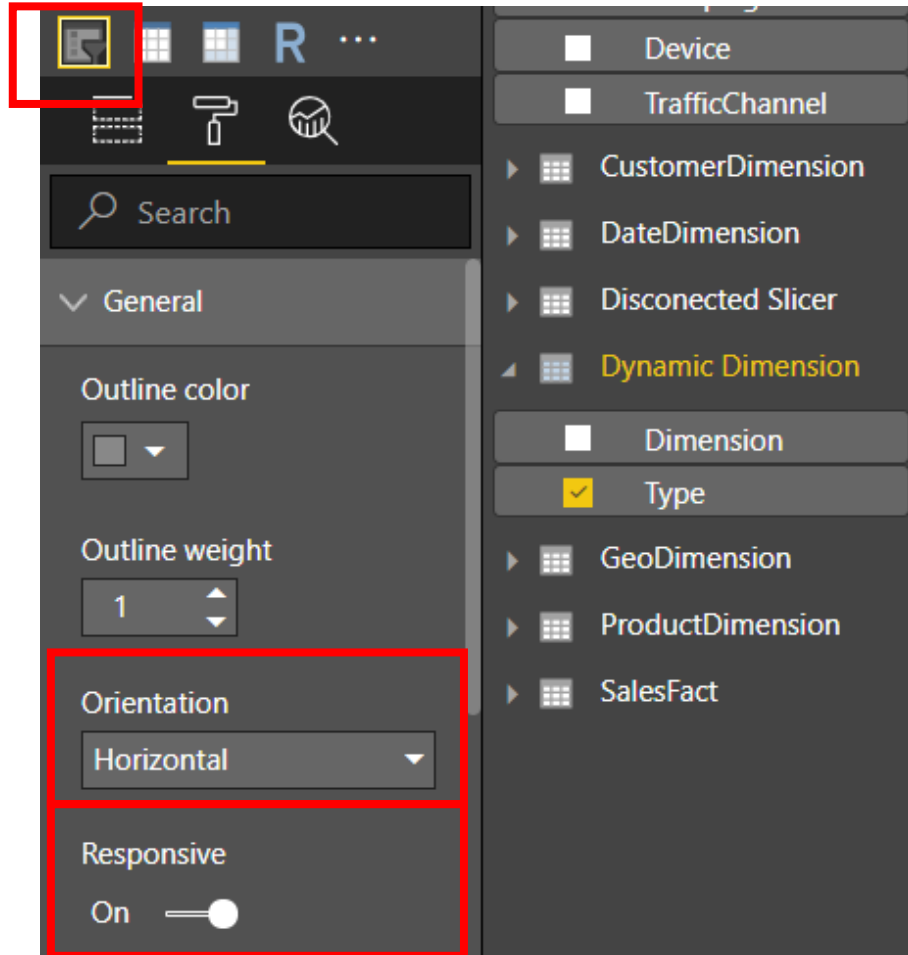 R ...
Search
General
Outline color
Outline weight
1
Orientation
Horizontal
Responsive
On
Device
TrafficChannel
CustomerDimension
DateDimension
Disconected Slicer
Dynamic Dimension
Dimension
Type
GeoDimension
ProductDimension
SalesFact